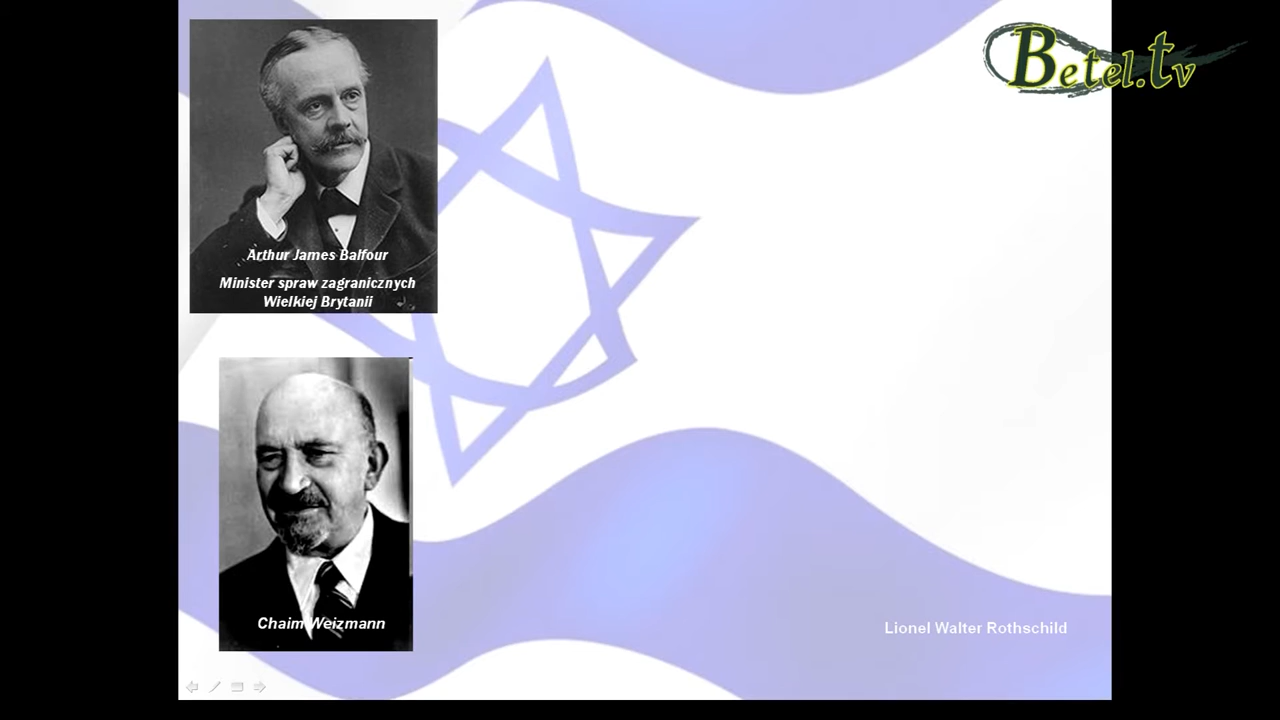 Betel.tv
Arthur James Balfour
Minister spraw zagranicznych
Wielkiej Brytanii
Chaim Weizmann
Lionel Walter Rothschild